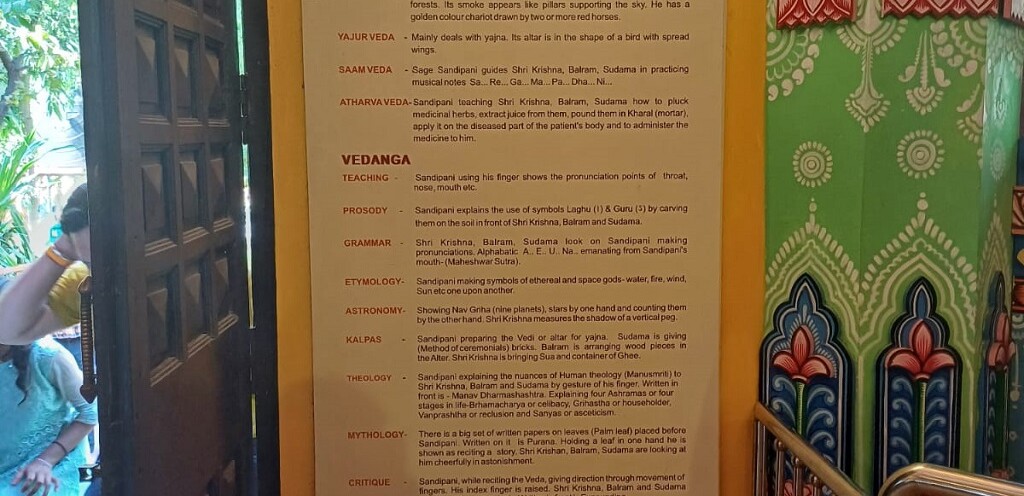 forests. Its smoke appears like pillars supporting the sky. He has a
golden colour chariot drawn by two or more red horses.
YAJUR VEDA - Mainly deals with yajna. Its altar is in the shape of a bird with spread
wings.
SAAM VEDA - Sage Sandipani guides Shri Krishna, Balram, Sudama in practicing
musical notes Sa... Re... Ga... Ma... Pa... Dha... Ni...
ATHARVA VEDA- Sandipani teaching Shri Krishna, Balram, Sudama how to pluck
medicinal herbs, extract juice from them, pound them in Kharal (mortar),
apply it on the diseased part of the patient's body and to administer the
medicine to him.
VEDANGA
TEACHING - Sandipani using his finger shows the pronunciation points of throat,
nose, mouth etc.
PROSODY - Sandipani explains the use of symbols Laghu (I) & Guru (S) by carving
them on the soil in front of Shri Krishna, Balram and Sudama.
GRAMMAR - Shri Krishna, Balram, Sudama look on Sandipani making
pronunciations. Alphabatic A.. E.. U.. Na.. emanating from Sandipani's
mouth- (Maheshwar Sutra).
ETYMOLOGY- Sandipani making symbols of ethereal and space gods- water, fire, wind,
Sun etc one upon another.
ASTRONOMY- Showing Nav Griha (nine planets), stars by one hand and counting them
by the other hand. Shri Krishna measures the shadow of a vertical peg.
KALPAS - Sandipani preparing the Vedi or altar for yajna. Sudama is giving
(Method of ceremonials) bricks. Balram is arranging wood pieces in
the Alter. Shri Krishna is bringing Sua and container of Ghee.
THEOLOGY - Sandipani explaining the nuances of Human theology (Manusmriti) to
Shri Krishna, Balram and Sudama by gesture of his finger. Written in
front is - Manav Dharmashashtra. Explaining four Ashramas or four
stages in life-Brhamacharya or celibacy, Grihastha or householder,
Vanprashtha or reclusion and Sanyas or asceticism.
MYTHOLOGY- There is a big set of written papers on leaves (Palm leaf) placed before
Sandipani. Written on it is Purana. Holding a leaf in one hand he is
shown as reciting a story, Shri Krishan, Balram, Sudama are looking at
him cheerfully in astonishment.
CRITIQUE - Sandipani, while reciting the Veda, giving direction through movement of
fingers. His index finger is raised. Shri Krishna, Balram and Sudama